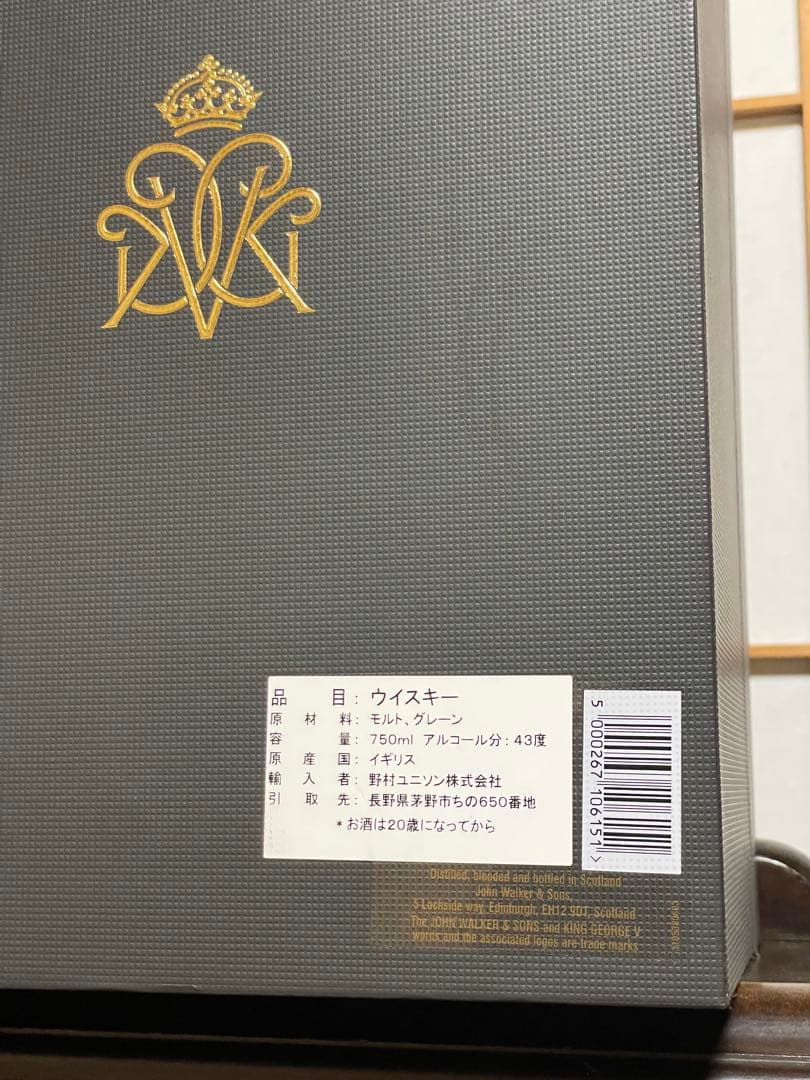 品目: ウイスキー
原材料: モルト、グレーン
容量: 750ml アルコール分: 43度
原産国: イギリス
輸入者: 野村ユニソン株式会社
引取先: 長野県茅野市ちの650番地
*お酒は20歳になってから
5 000267 106151 >
Distilled, blended and bottled in Scotland
John Walker & Sons,
5 Lochside way, Edinburgh, EH12 9DT, Scotland
The JOHN WALKER & SONS and KING GEORGE V
words and the associated logos are trade marks